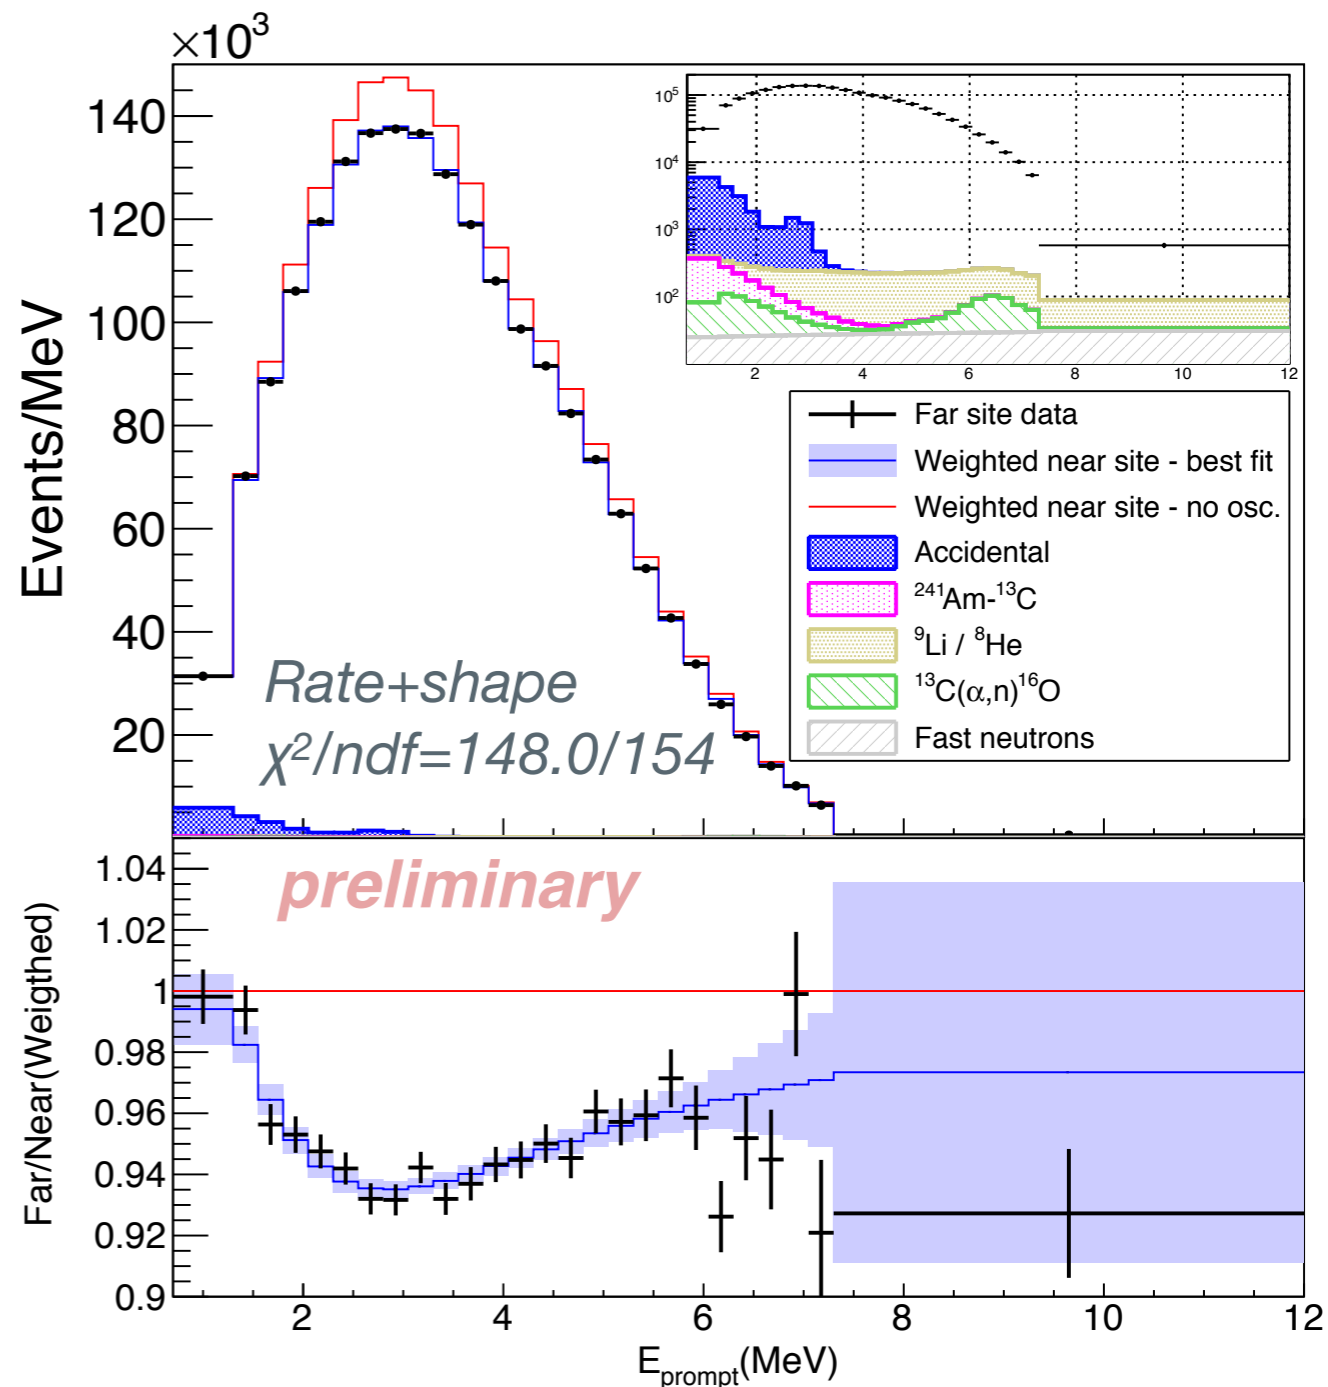 ×10³
Events/MeV
140
120
100
80
60
40
20
10⁵
10⁴
10³
10²
2 4 6 8 10 12
Far site data
Weighted near site - best fit
Weighted near site - no osc.
Accidental
²⁴¹Am-¹³C
⁹Li / ⁸He
¹³C(α,n)¹⁶O
Fast neutrons
Rate+shape
χ²/ndf=148.0/154
preliminary
Far/Near(Weigthed)
1.04
1.02
1
0.98
0.96
0.94
0.92
0.9
2 4 6 8 10 12
E_prompt(MeV)